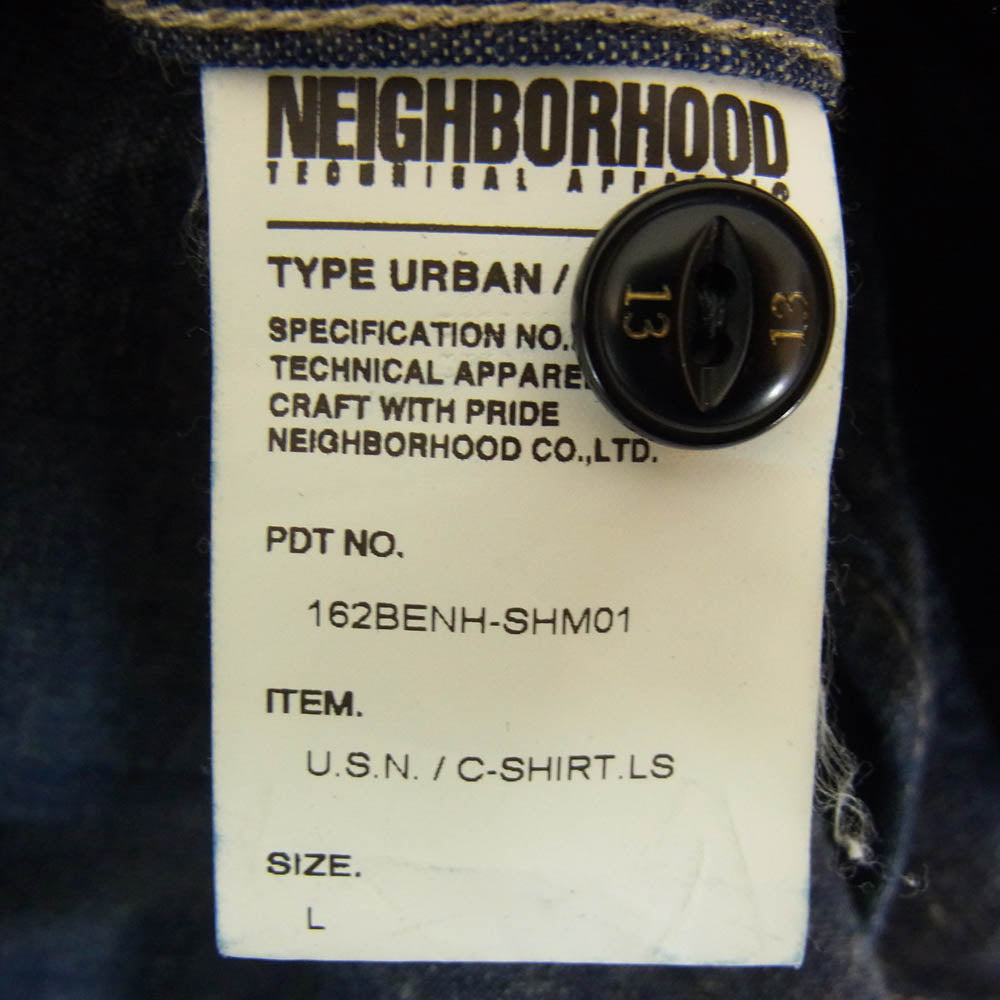 NEIGHBORHOOD
TECHNICAL
TYPE URBAN /
SPECIFICATION NO.
TECHNICAL APPARE
CRAFT WITH PRIDE
NEIGHBORHOOD CO.,LTD.
13
13
PDT NO.
162BENH-SHM01
ITEM.
U.S.N. / C-SHIRT.LS
SIZE.
L